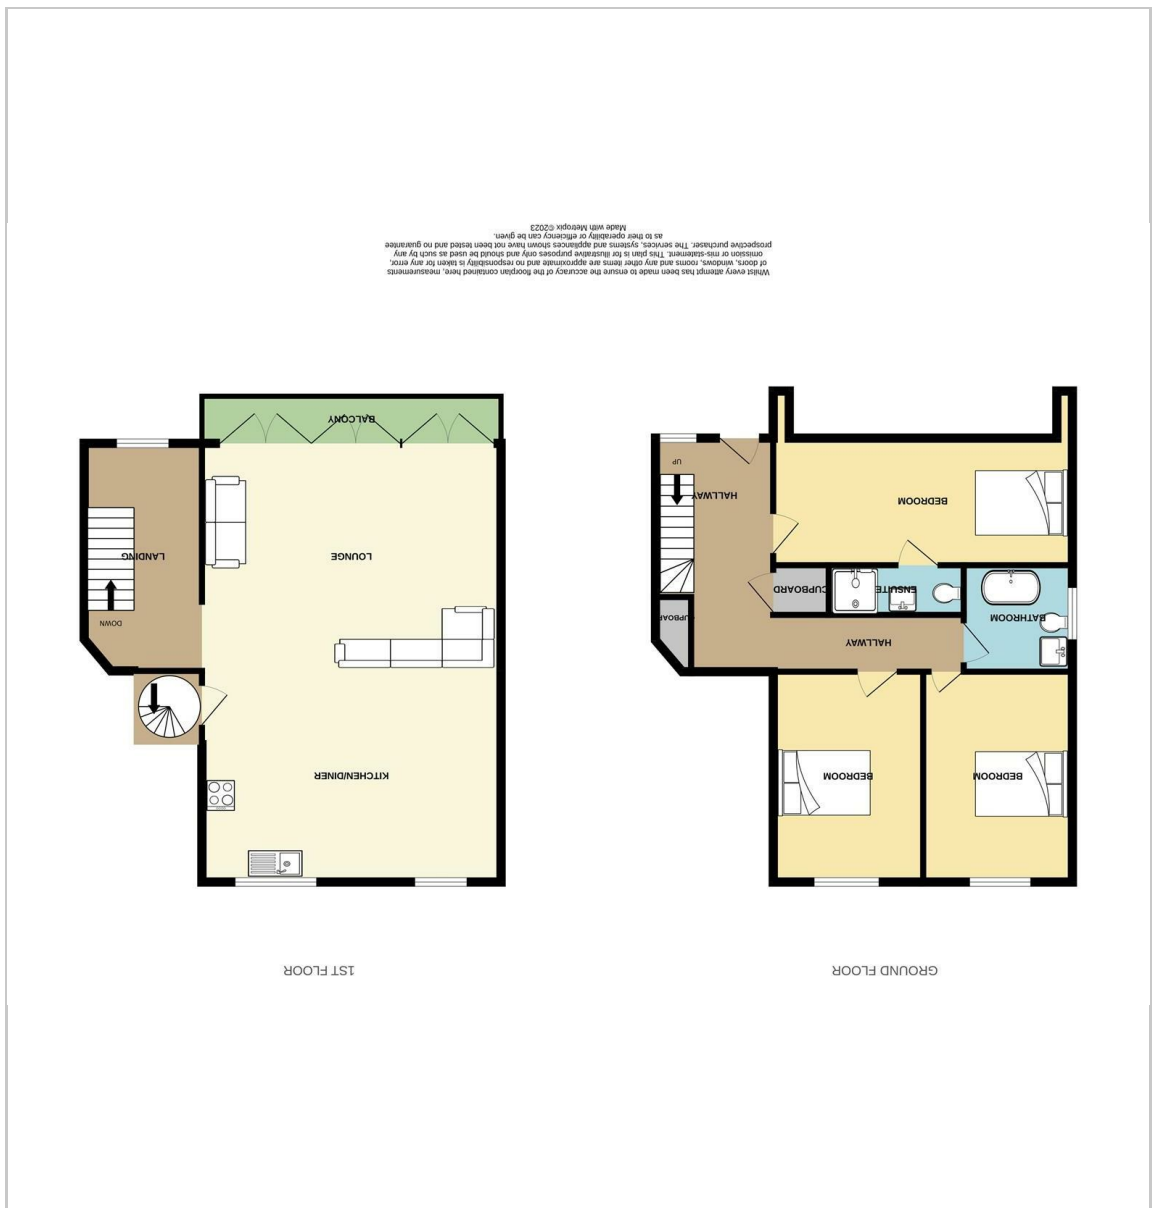 GROUND FLOOR
1ST FLOOR
BEDROOM
BEDROOM
KITCHEN/DINER
HALLWAY
BATHROOM
ENSUITE
CUPBOARD
CUPBOARD
DOWN
LANDING
LOUNGE
BEDROOM
HALLWAY
UP
BALCONY
Whilst every attempt has been made to ensure the accuracy of the floorplan contained here, measurements
of doors, windows, rooms and any other items are approximate and no responsibility is taken for any error,
omission or mis-statement. This plan is for illustrative purposes only and should be used as such by any
prospective purchaser. The services, systems and appliances shown have not been tested and no guarantee
as to their operability or efficiency can be given.
Made with Metropix ©2023